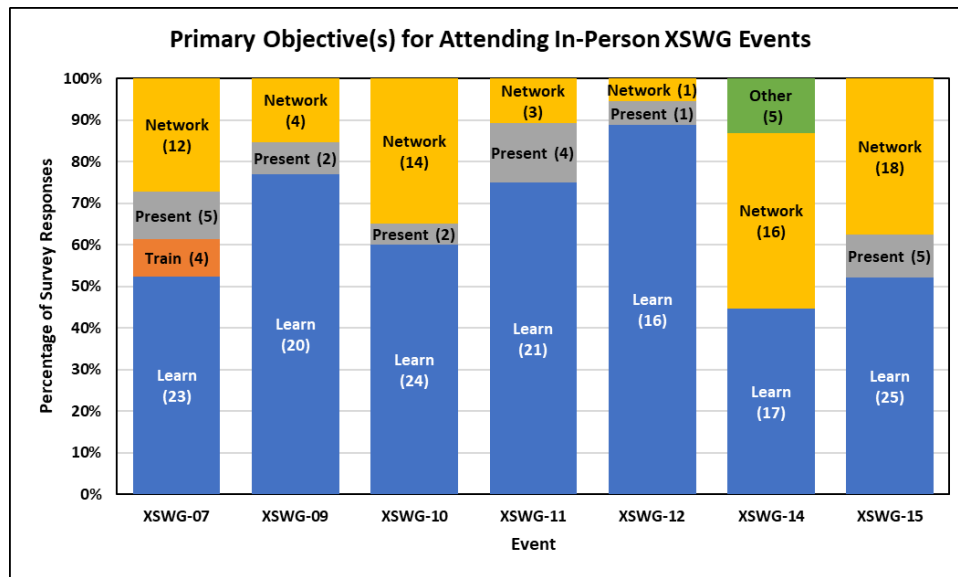 Primary Objective(s) for Attending In-Person XSWG Events
Percentage of Survey Responses
100%
90%
80%
70%
60%
50%
40%
30%
20%
10%
0%
Network
(12)
Present (5)
Train (4)
Learn
(23)
Network
(4)
Present (2)
Learn
(20)
Network
(14)
Present (2)
Learn
(24)
Network
(3)
Present (4)
Learn
(21)
Network (1)
Present (1)
Learn
(16)
Other
(5)
Network
(16)
Learn
(17)
Network
(18)
Present (5)
Learn
(25)
XSWG-07 XSWG-09 XSWG-10 XSWG-11 XSWG-12 XSWG-14 XSWG-15
Event